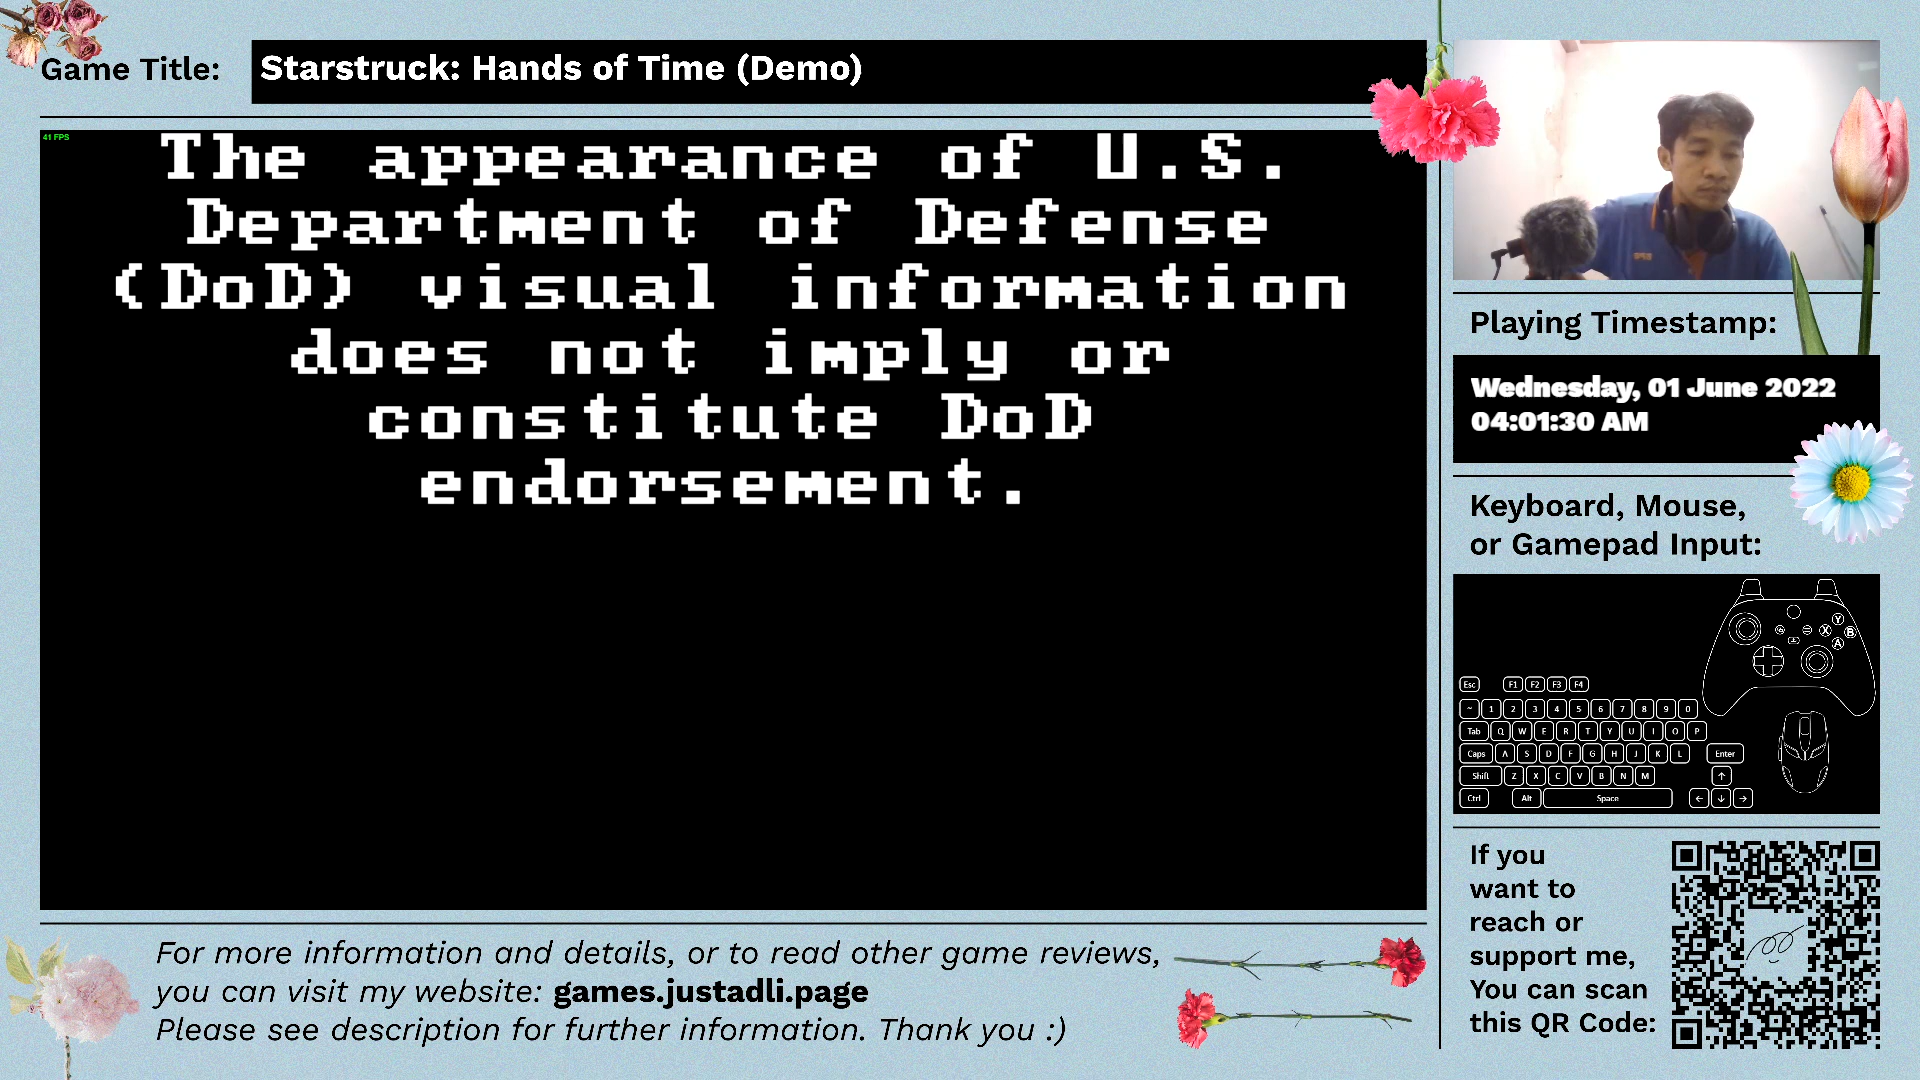 Game Title:
Starstruck: Hands of Time (Demo)
41 FPS
The appearance of U.S.
Department of Defense
(DoD) visual information
does not imply or
constitute DoD
endorsement.
Playing Timestamp:
Wednesday, 01 June 2022
04:01:30 AM
Keyboard, Mouse,
or Gamepad Input:
Y
X B
A
Esc F1 F2 F3 F4
~ 1 2 3 4 5 6 7 8 9 0
Tab Q W E R T Y U I O P
Caps A S D F G H J K L Enter
Shift Z X C V B N M ↑
Ctrl Alt Space ← ↓ →
If you
want to
reach or
support me,
You can scan
this QR Code:
For more information and details, or to read other game reviews,
you can visit my website: games.justadli.page
Please see description for further information. Thank you :)